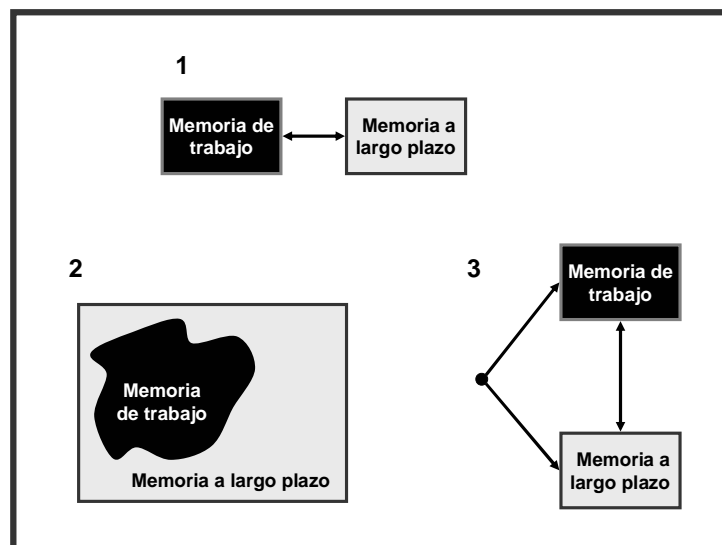 1
Memoria de
trabajo
Memoria a
largo plazo
2
Memoria
de trabajo
Memoria a largo plazo
3
Memoria de
trabajo
Memoria a
largo plazo